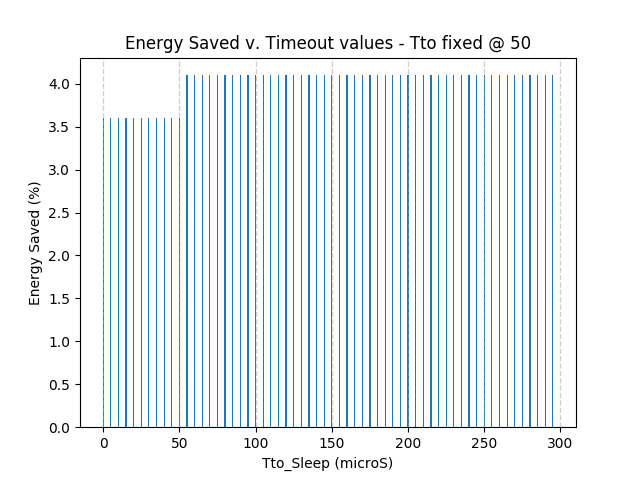 Energy Saved v. Timeout values - Tto fixed @ 50
4.0
3.5
3.0
2.5
2.0
1.5
1.0
0.5
0.0
Energy Saved (%)
0 50 100 150 200 250 300
Tto_Sleep (microS)